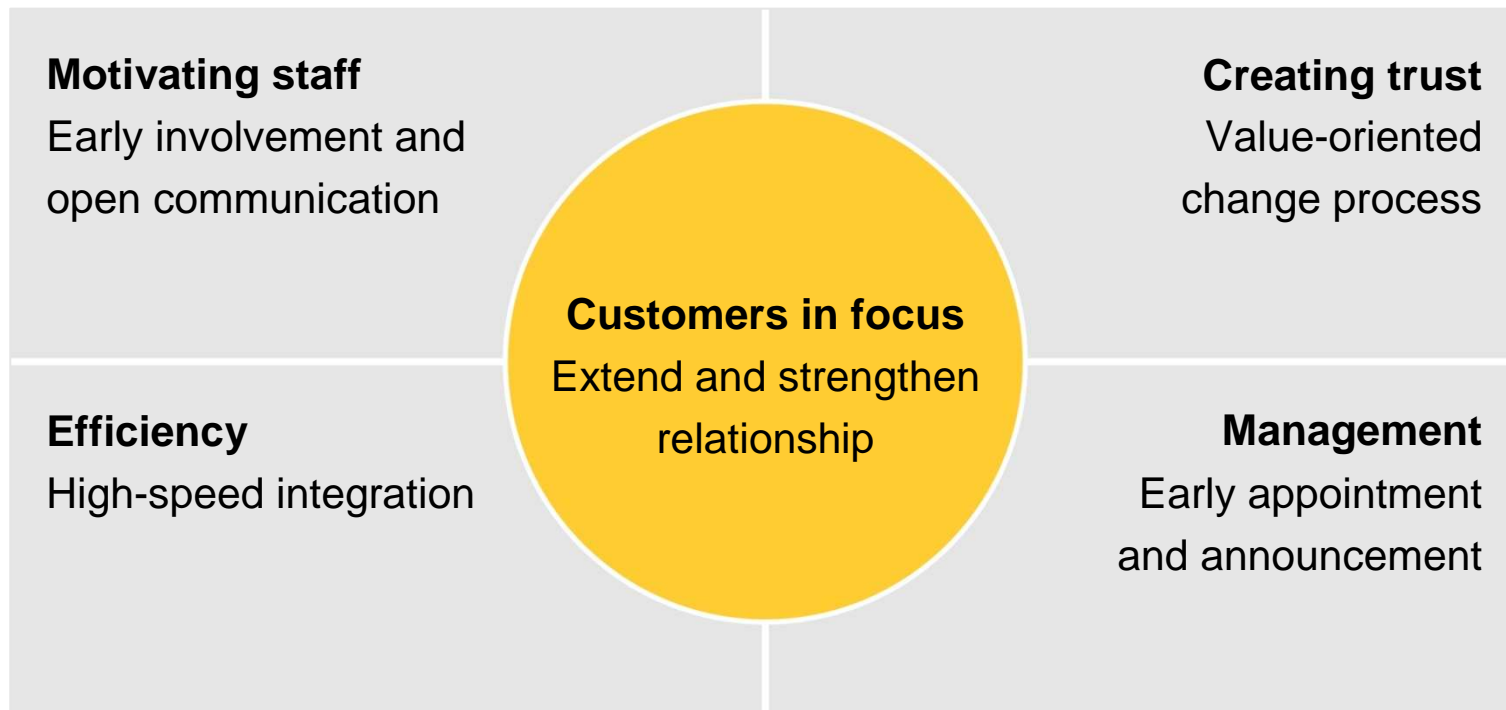 Motivating staff
Early involvement and
open communication
Creating trust
Value-oriented
change process
Customers in focus
Extend and strengthen
relationship
Efficiency
High-speed integration
Management
Early appointment
and announcement